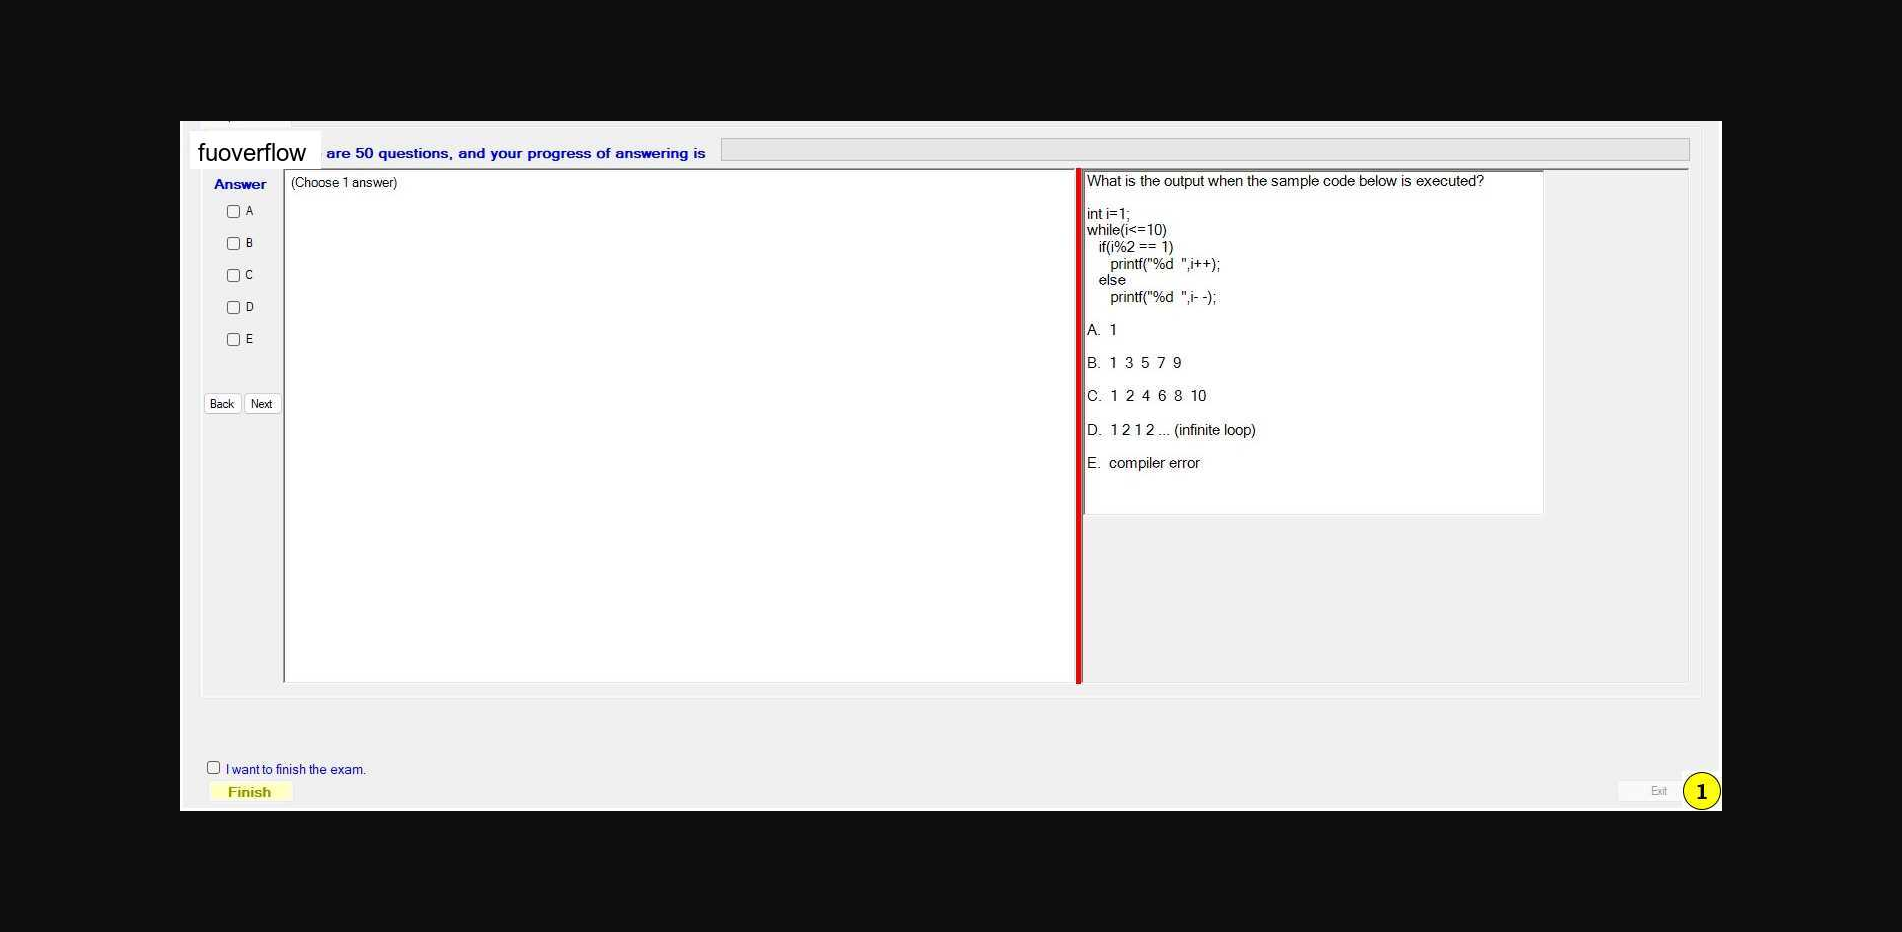 fuoverflow are 50 questions, and your progress of answering is
Answer
(Choose 1 answer)
A
B
C
D
E
Back Next
What is the output when the sample code below is executed?
int i=1;
while(i<=10)
if(i%2 == 1)
printf("%d ",i++);
else
printf("%d ",i- -);
A. 1
B. 1 3 5 7 9
C. 1 2 4 6 8 10
D. 1 2 1 2 ... (infinite loop)
E. compiler error
I want to finish the exam.
Finish
Exit
1